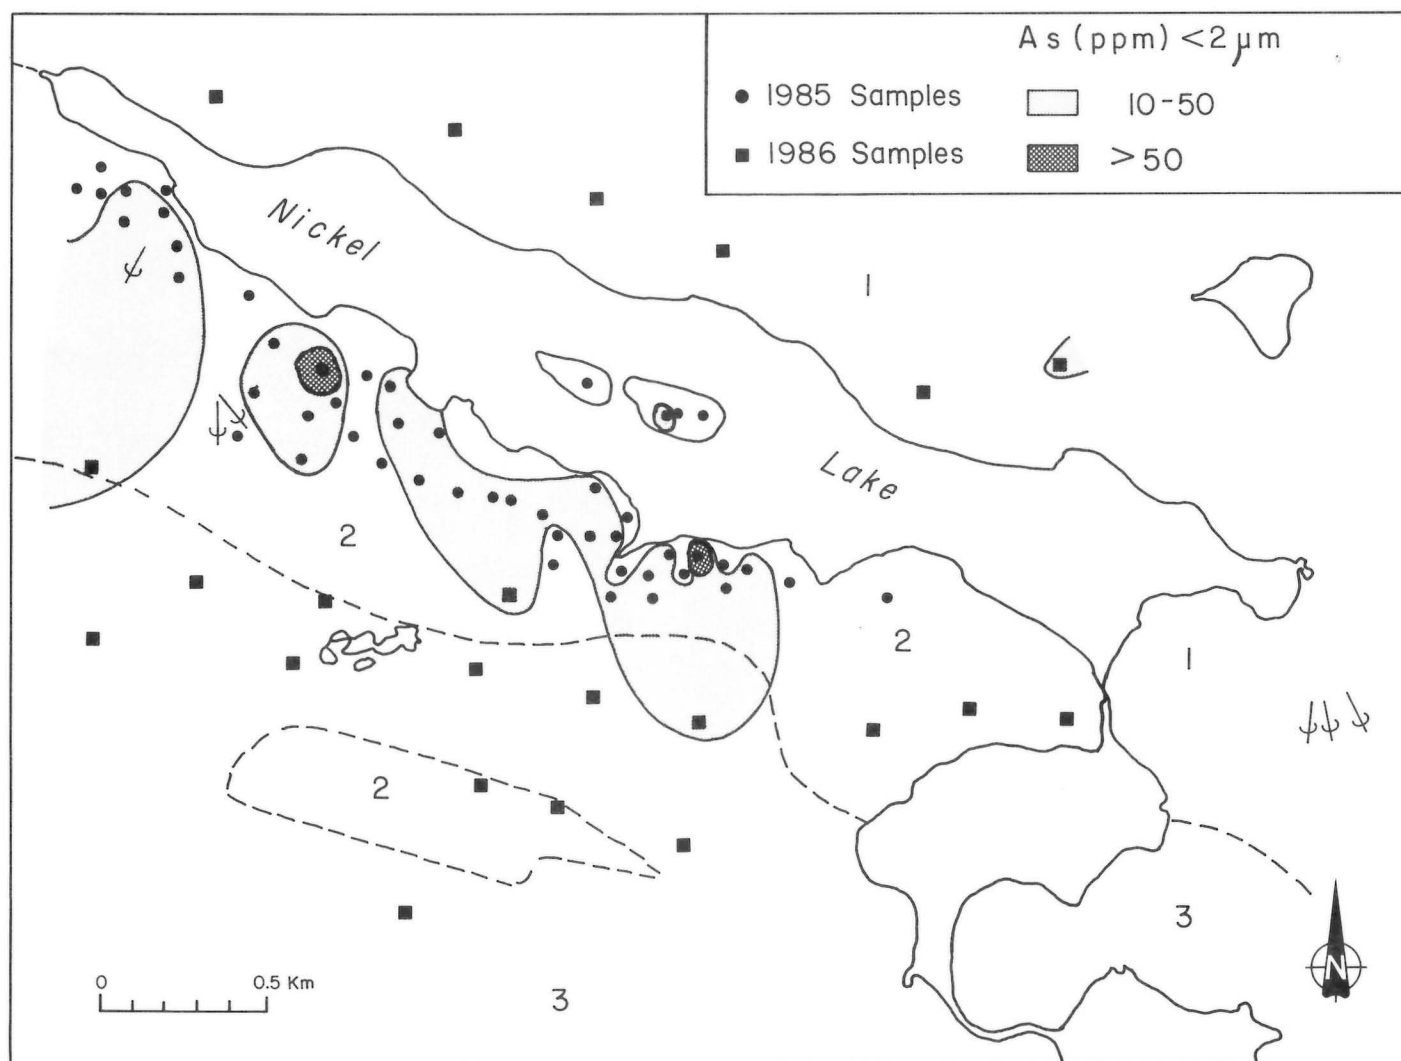 As (ppm) <2 µm
1985 Samples
10-50
1986 Samples
>50
Nickel
1
Lake
2
2
1
2
3
N
0 0.5 Km
3